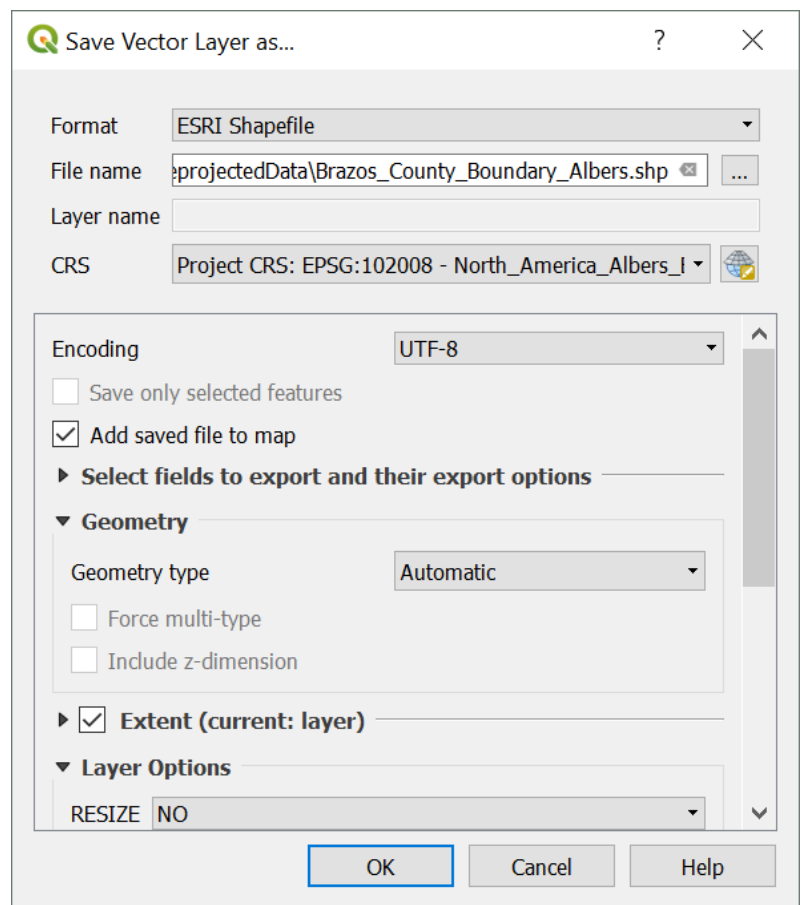 Save Vector Layer as...
?
Format ESRI Shapefile
File name eprojectedData\Brazos_County_Boundary_Albers.shp ...
Layer name
CRS Project CRS: EPSG:102008 - North_America_Albers_
Encoding UTF-8
Save only selected features
Add saved file to map
Select fields to export and their export options
Geometry
Geometry type Automatic
Force multi-type
Include z-dimension
Extent (current: layer)
Layer Options
RESIZE NO
OK Cancel Help